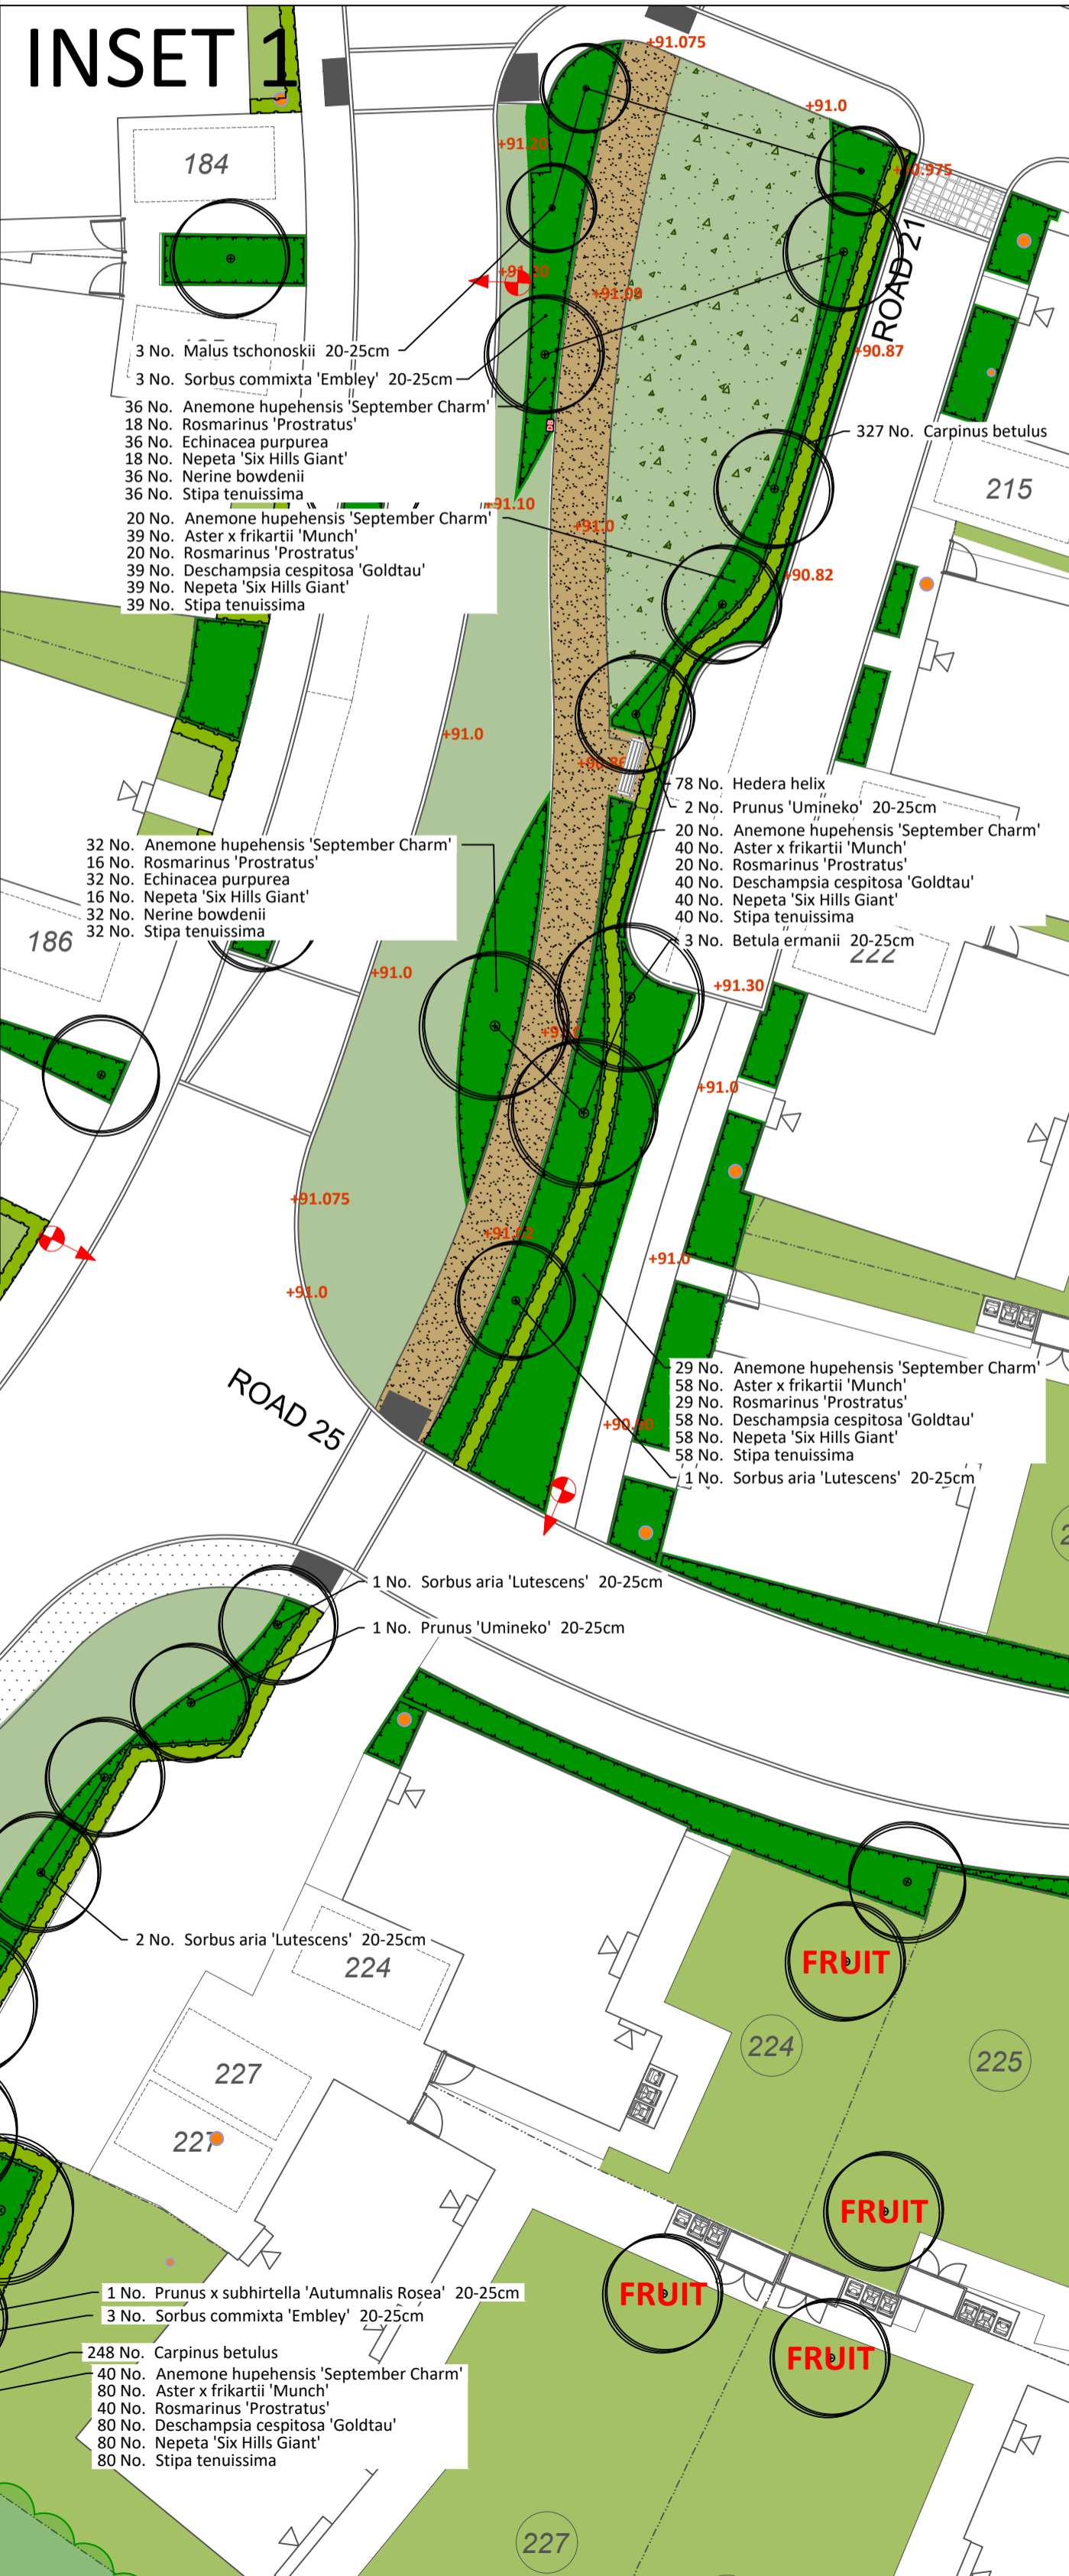 INSET 1
+91.075
+91.0
184
+91.20
ROAD 21
+90.87
3 No. Malus tschonoskii 20-25cm
3 No. Sorbus commixta 'Embley' 20-25cm
36 No. Anemone hupehensis 'September Charm'
18 No. Rosmarinus 'Prostratus'
36 No. Echinacea purpurea
18 No. Nepeta 'Six Hills Giant'
36 No. Nerine bowdenii
36 No. Stipa tenuissima
327 No. Carpinus betulus
215
+91.10
20 No. Anemone hupehensis 'September Charm'
39 No. Aster x frikartii 'Munch'
20 No. Rosmarinus 'Prostratus'
39 No. Deschampsia cespitosa 'Goldtau'
39 No. Nepeta 'Six Hills Giant'
39 No. Stipa tenuissima
+91.0
+90.82
+91.0
78 No. Hedera helix
2 No. Prunus 'Umineko' 20-25cm
20 No. Anemone hupehensis 'September Charm'
40 No. Aster x frikartii 'Munch'
20 No. Rosmarinus 'Prostratus'
40 No. Deschampsia cespitosa 'Goldtau'
40 No. Nepeta 'Six Hills Giant'
40 No. Stipa tenuissima
3 No. Betula ermanii 20-25cm
222
32 No. Anemone hupehensis 'September Charm'
16 No. Rosmarinus 'Prostratus'
32 No. Echinacea purpurea
16 No. Nepeta 'Six Hills Giant'
32 No. Nerine bowdenii
32 No. Stipa tenuissima
186
+91.0
+91.30
+91.0
+91.075
+91.02
+91.0
+91.0
29 No. Anemone hupehensis 'September Charm'
58 No. Aster x frikartii 'Munch'
29 No. Rosmarinus 'Prostratus'
58 No. Deschampsia cespitosa 'Goldtau'
58 No. Nepeta 'Six Hills Giant'
58 No. Stipa tenuissima
1 No. Sorbus aria 'Lutescens' 20-25cm
ROAD 25
1 No. Sorbus aria 'Lutescens' 20-25cm
1 No. Prunus 'Umineko' 20-25cm
2 No. Sorbus aria 'Lutescens' 20-25cm
224
FRUIT
224
225
227
227
FRUIT
FRUIT
FRUIT
1 No. Prunus x subhirtella 'Autumnalis Rosea' 20-25cm
3 No. Sorbus commixta 'Embley' 20-25cm
248 No. Carpinus betulus
40 No. Anemone hupehensis 'September Charm'
80 No. Aster x frikartii 'Munch'
40 No. Rosmarinus 'Prostratus'
80 No. Deschampsia cespitosa 'Goldtau'
80 No. Nepeta 'Six Hills Giant'
80 No. Stipa tenuissima
227